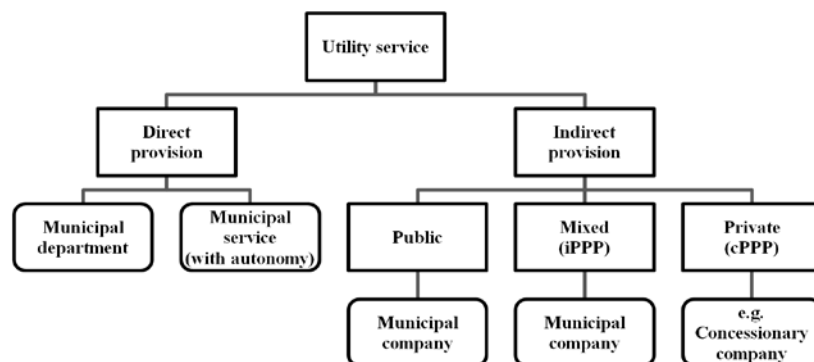 Utility service
Direct
provision
Indirect
provision
Municipal
department
Municipal
service
(with autonomy)
Public
Mixed
(iPPP)
Private
(cPPP)
Municipal
company
Municipal
company
e.g.
Concessionary
company